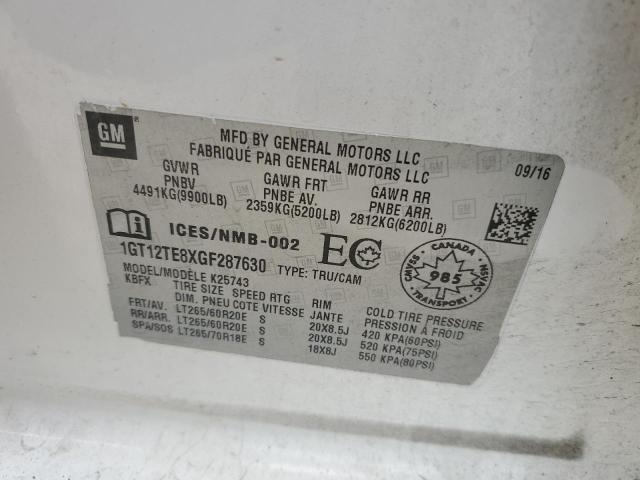 GM
MFD BY GENERAL MOTORS LLC
FABRIQUÉ PAR GENERAL MOTORS LLC
09/16
GVWR GAWR FRT GAWR RR
PNBV PNBE AV. PNBE ARR.
4491KG(9900LB) 2359KG(5200LB) 2812KG(6200LB)
ICES/NMB-002 EC
1GT12TE8XGF287630 TYPE: TRU/CAM
CANADA
CMVSS 985 NSVAC
TRANSPORT
MODEL/MODÈLE K25743
KBFX TIRE SIZE SPEED RTG RIM COLD TIRE PRESSURE
DIM. PNEU COTE VITESSE JANTE PRESSION A FROID
FRT/AV. LT265/60R20E S 20X8.5J 420 KPA(60PSI)
RR/ARR. LT265/60R20E S 20X8.5J 520 KPA(75PSI)
SPA/SDS LT265/70R18E S 18X8J 550 KPA(80PSI)